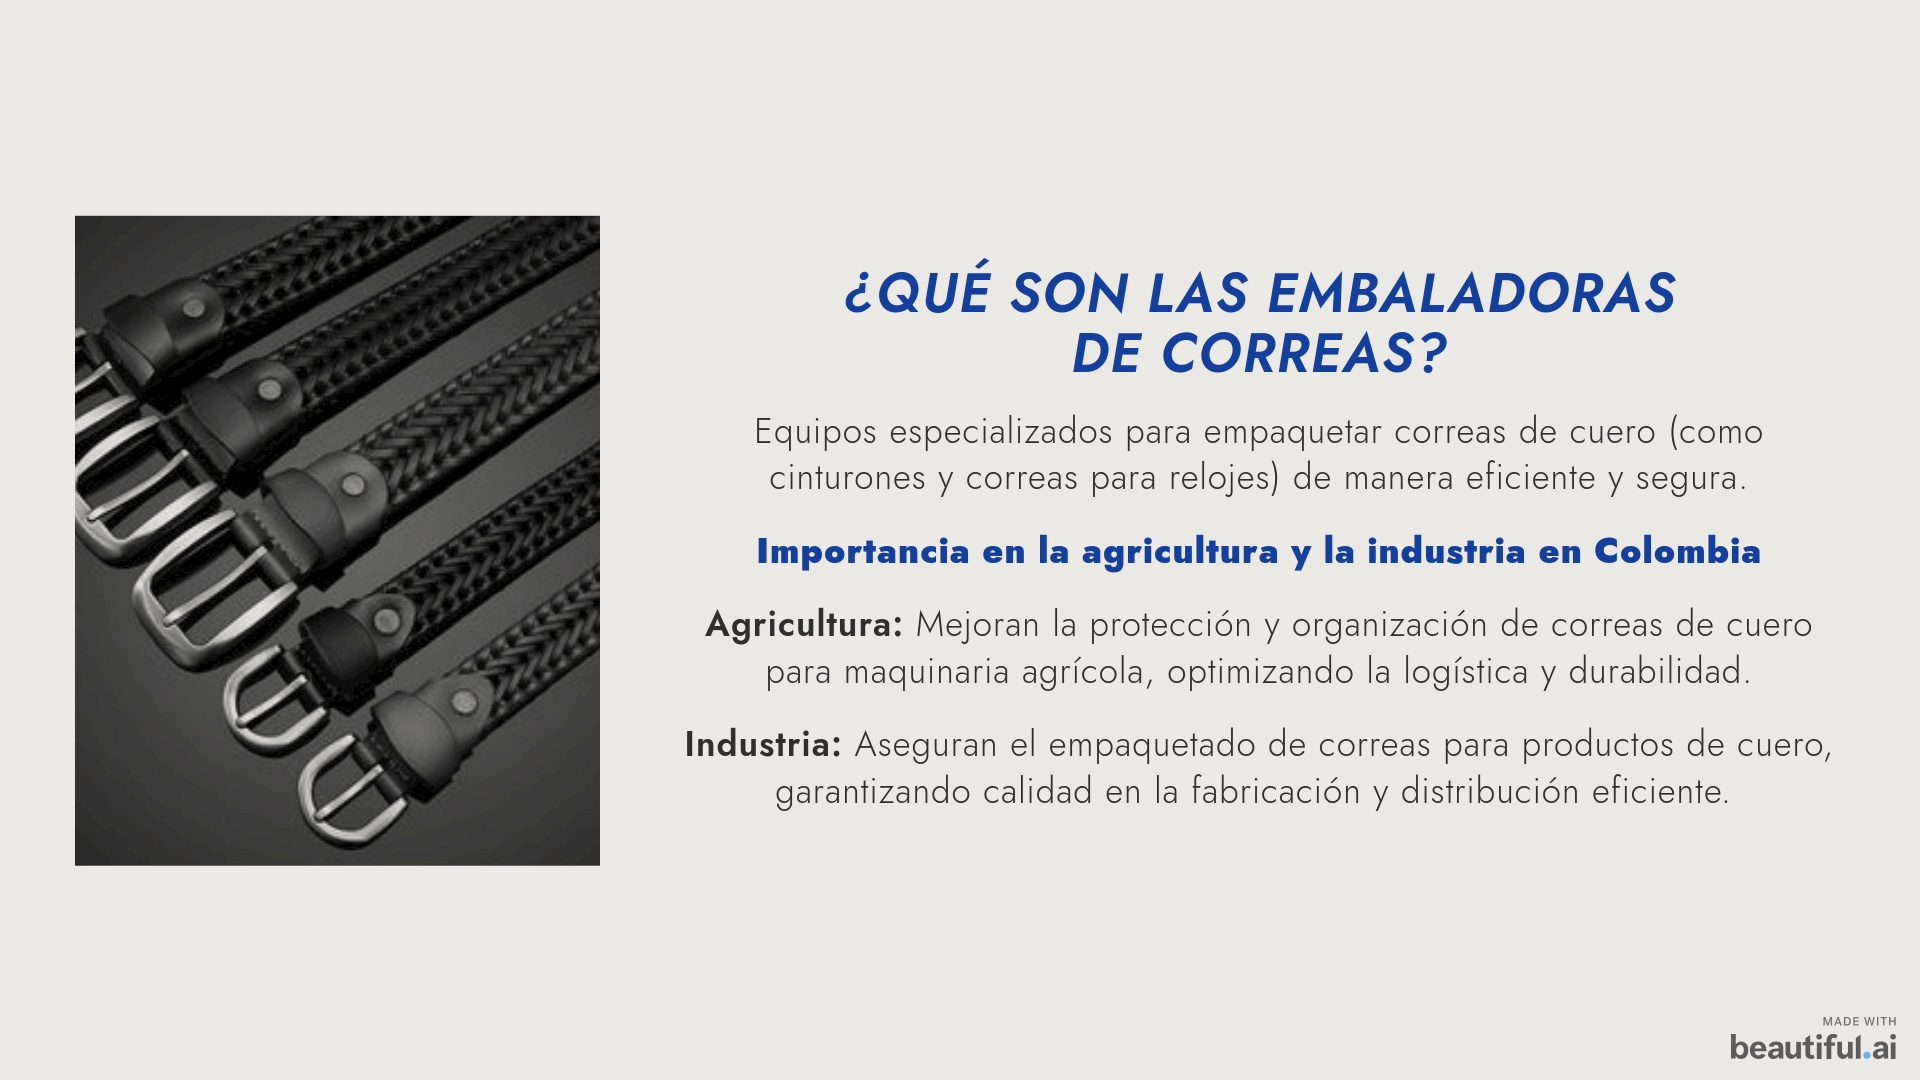 ¿QUÉ SON LAS EMBALADORAS
DE CORREAS?
Equipos especializados para empaquetar correas de cuero (como
cinturones y correas para relojes) de manera eficiente y segura.
Importancia en la agricultura y la industria en Colombia
Agricultura: Mejoran la protección y organización de correas de cuero
para maquinaria agrícola, optimizando la logística y durabilidad.
Industria: Aseguran el empaquetado de correas para productos de cuero,
garantizando calidad en la fabricación y distribución eficiente.
MADE WITH
beautiful.ai